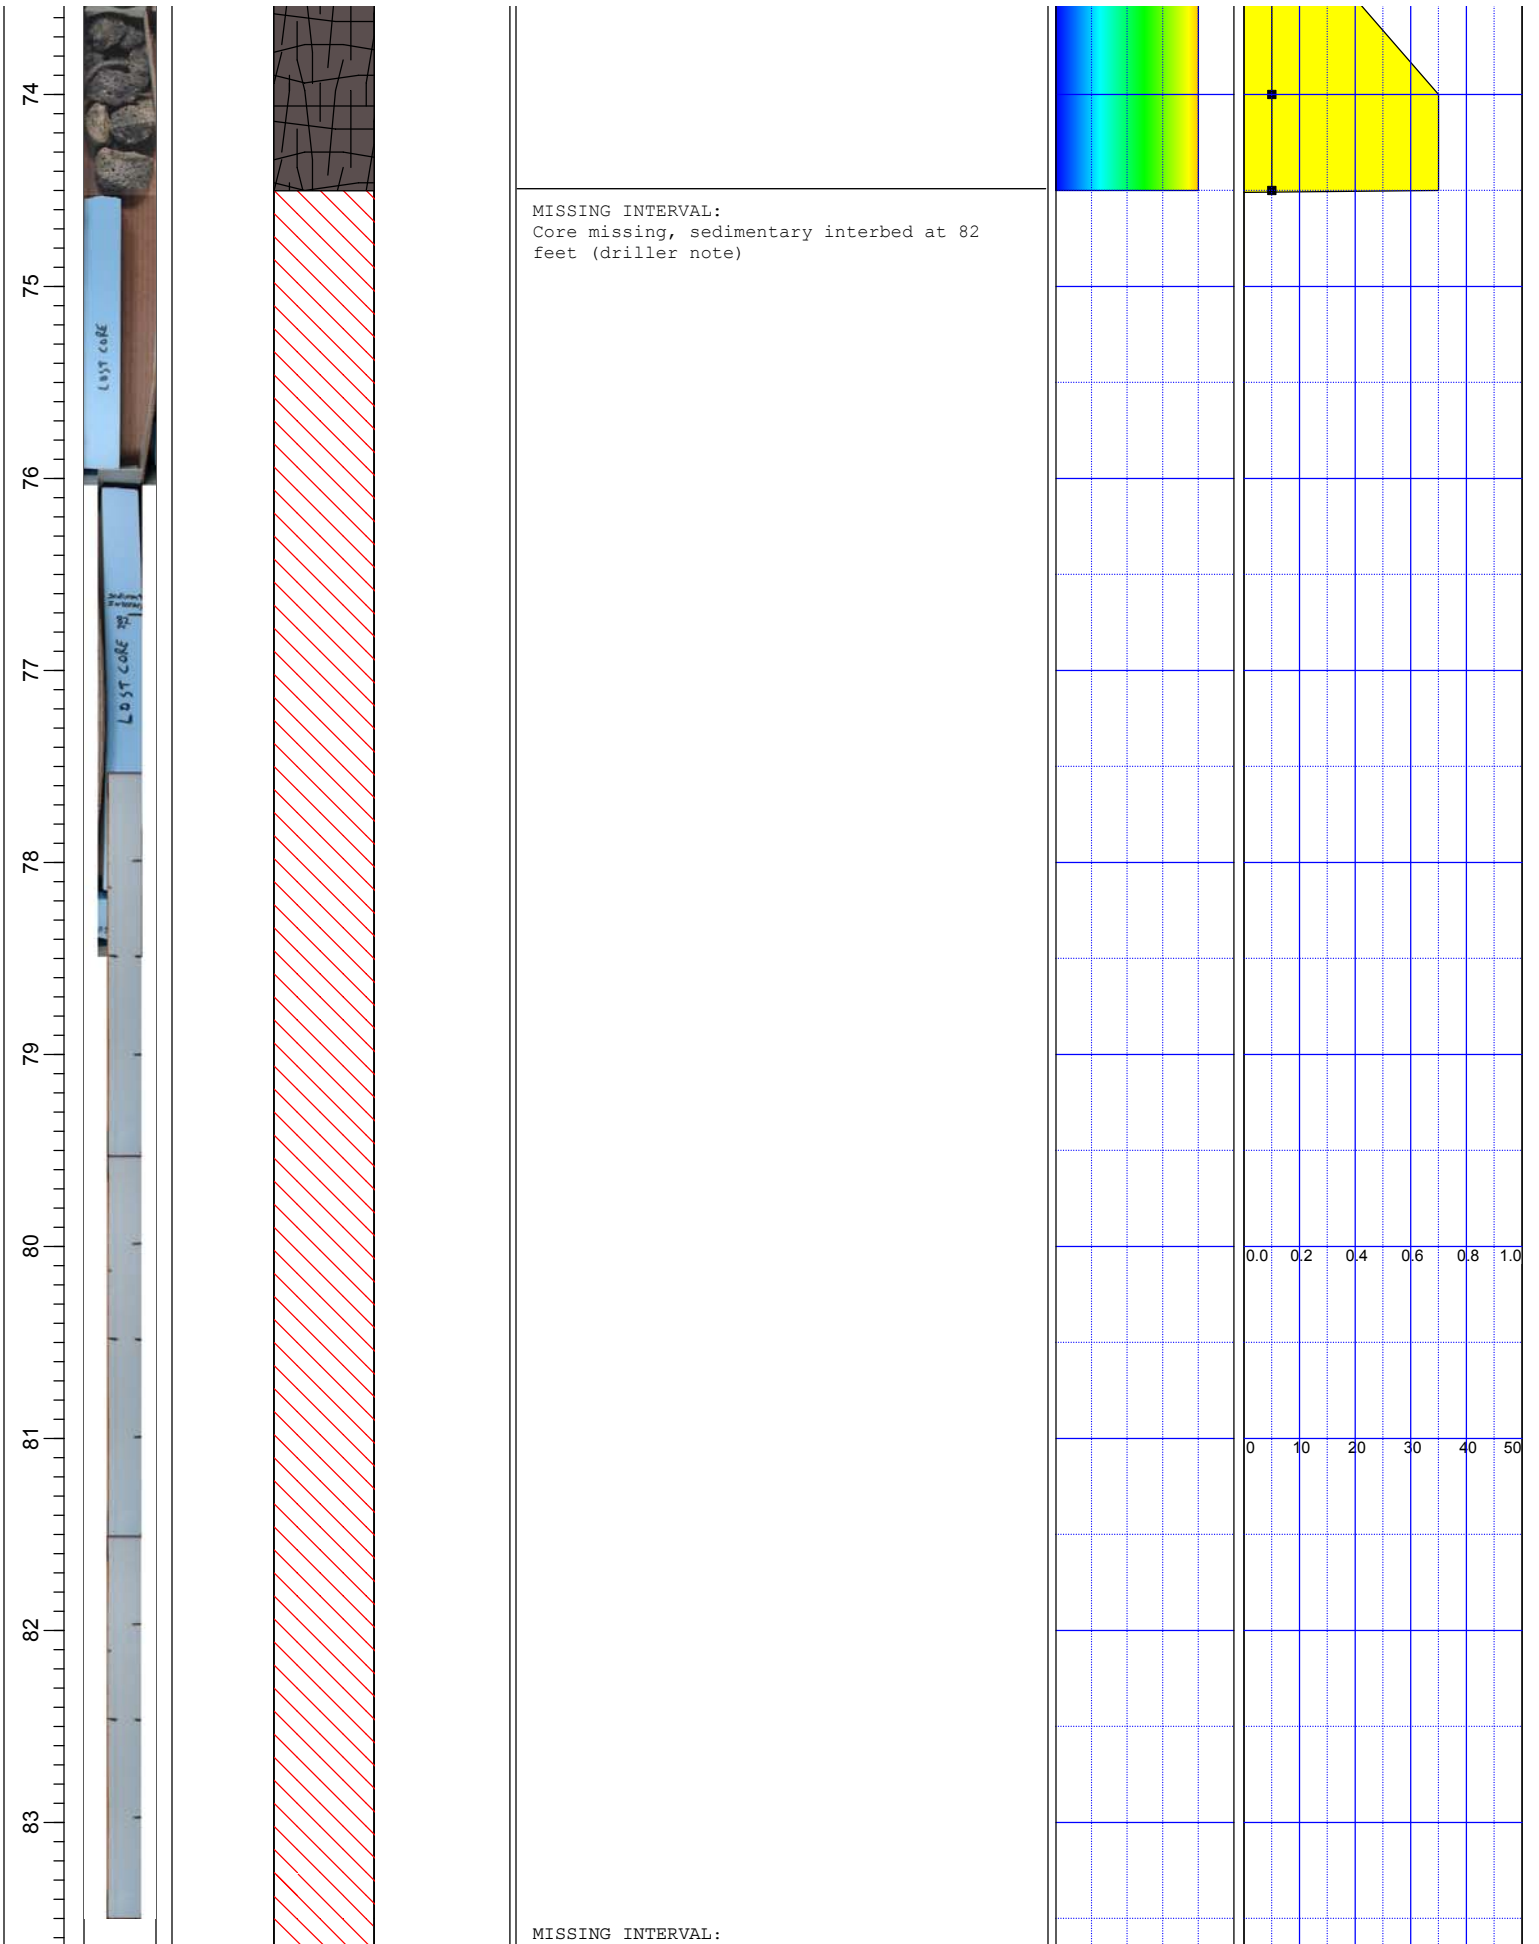 74
MISSING INTERVAL:
Core missing, sedimentary interbed at 82
feet (driller note)
75
LOST CORE
76
LOST CORE
77
78
79
80
0.0 0.2 0.4 0.6 0.8 1.0
81
0 10 20 30 40 50
82
83
MISSING INTERVAL: